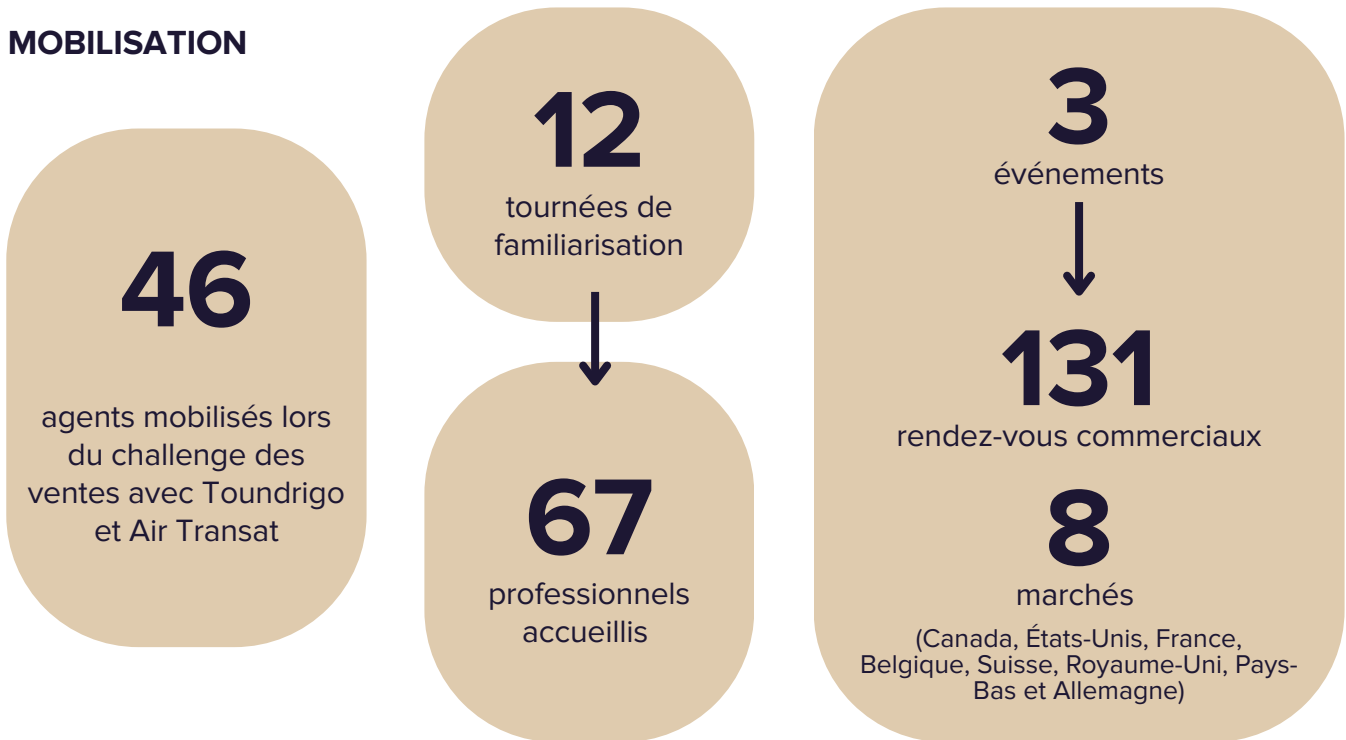 MOBILISATION
46
agents mobilisés lors
du challenge des
ventes avec Toundrigo
et Air Transat
12
tournées de
familiarisation
67
professionnels
accueillis
3
événements
131
rendez-vous commerciaux
8
marchés
(Canada, États-Unis, France,
Belgique, Suisse, Royaume-Uni, Pays-
Bas et Allemagne)